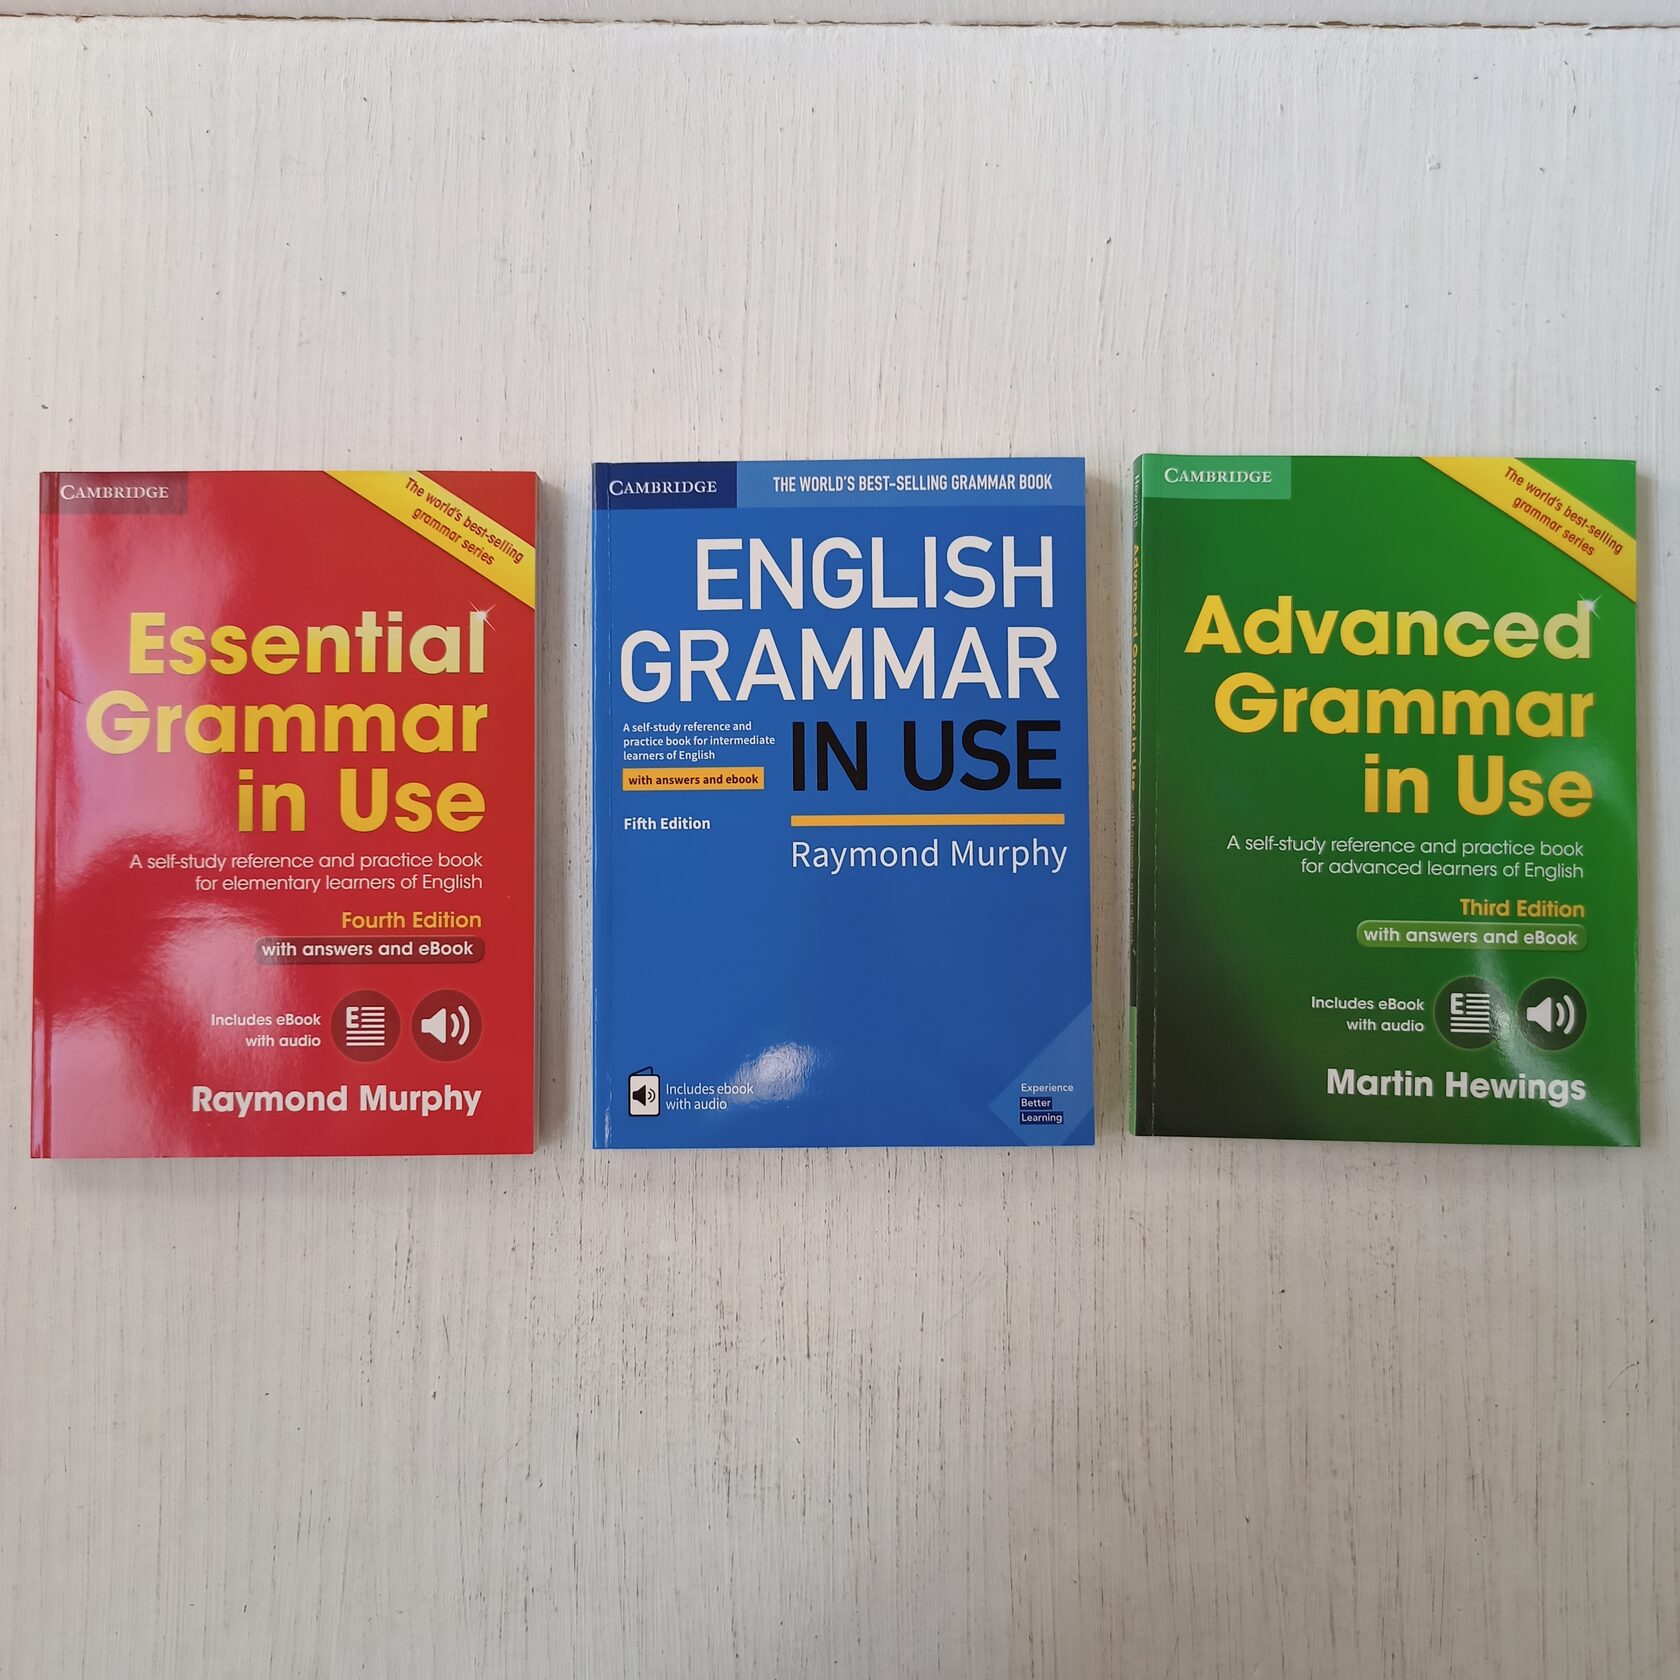 CAMBRIDGE
The world's best-selling
grammar series
Essential
Grammar
in Use
A self-study reference and practice book
for elementary learners of English
Fourth Edition
with answers and eBook
Includes eBook
with audio
E
Raymond Murphy
CAMBRIDGE
THE WORLD'S BEST-SELLING GRAMMAR BOOK
ENGLISH
GRAMMAR
IN USE
A self-study reference and
practice book for intermediate
learners of English
with answers and ebook
Fifth Edition
Raymond Murphy
Includes ebook
with audio
Experience
Better
Learning
Hewings Advanced Grammar in Use
CAMBRIDGE
The world's best-selling
grammar series
Advanced
Grammar
in Use
A self-study reference and practice book
for advanced learners of English
Third Edition
with answers and eBook
Includes eBook
with audio
E
Martin Hewings